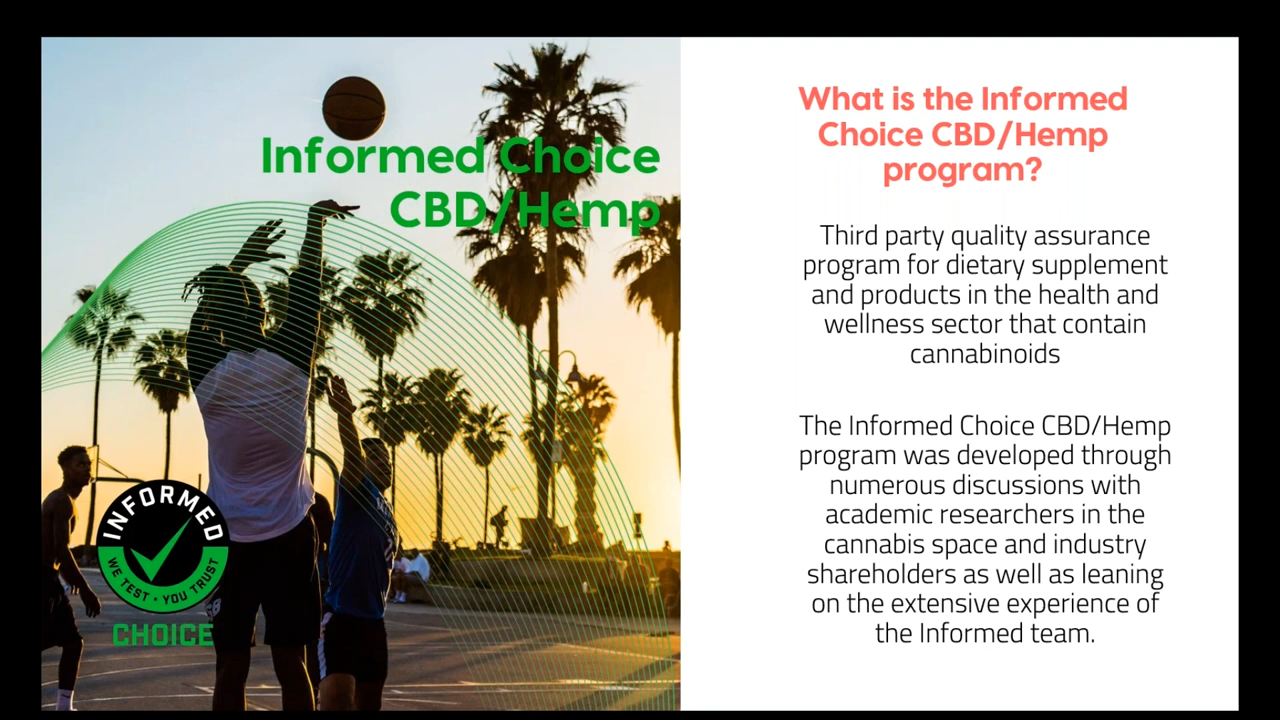 Informed Choice
CBD/Hemp
INFORMED
WE TEST • YOU TRUST
CHOICE
What is the Informed
Choice CBD/Hemp
program?
Third party quality assurance
program for dietary supplement
and products in the health and
wellness sector that contain
cannabinoids
The Informed Choice CBD/Hemp
program was developed through
numerous discussions with
academic researchers in the
cannabis space and industry
shareholders as well as leaning
on the extensive experience of
the Informed team.